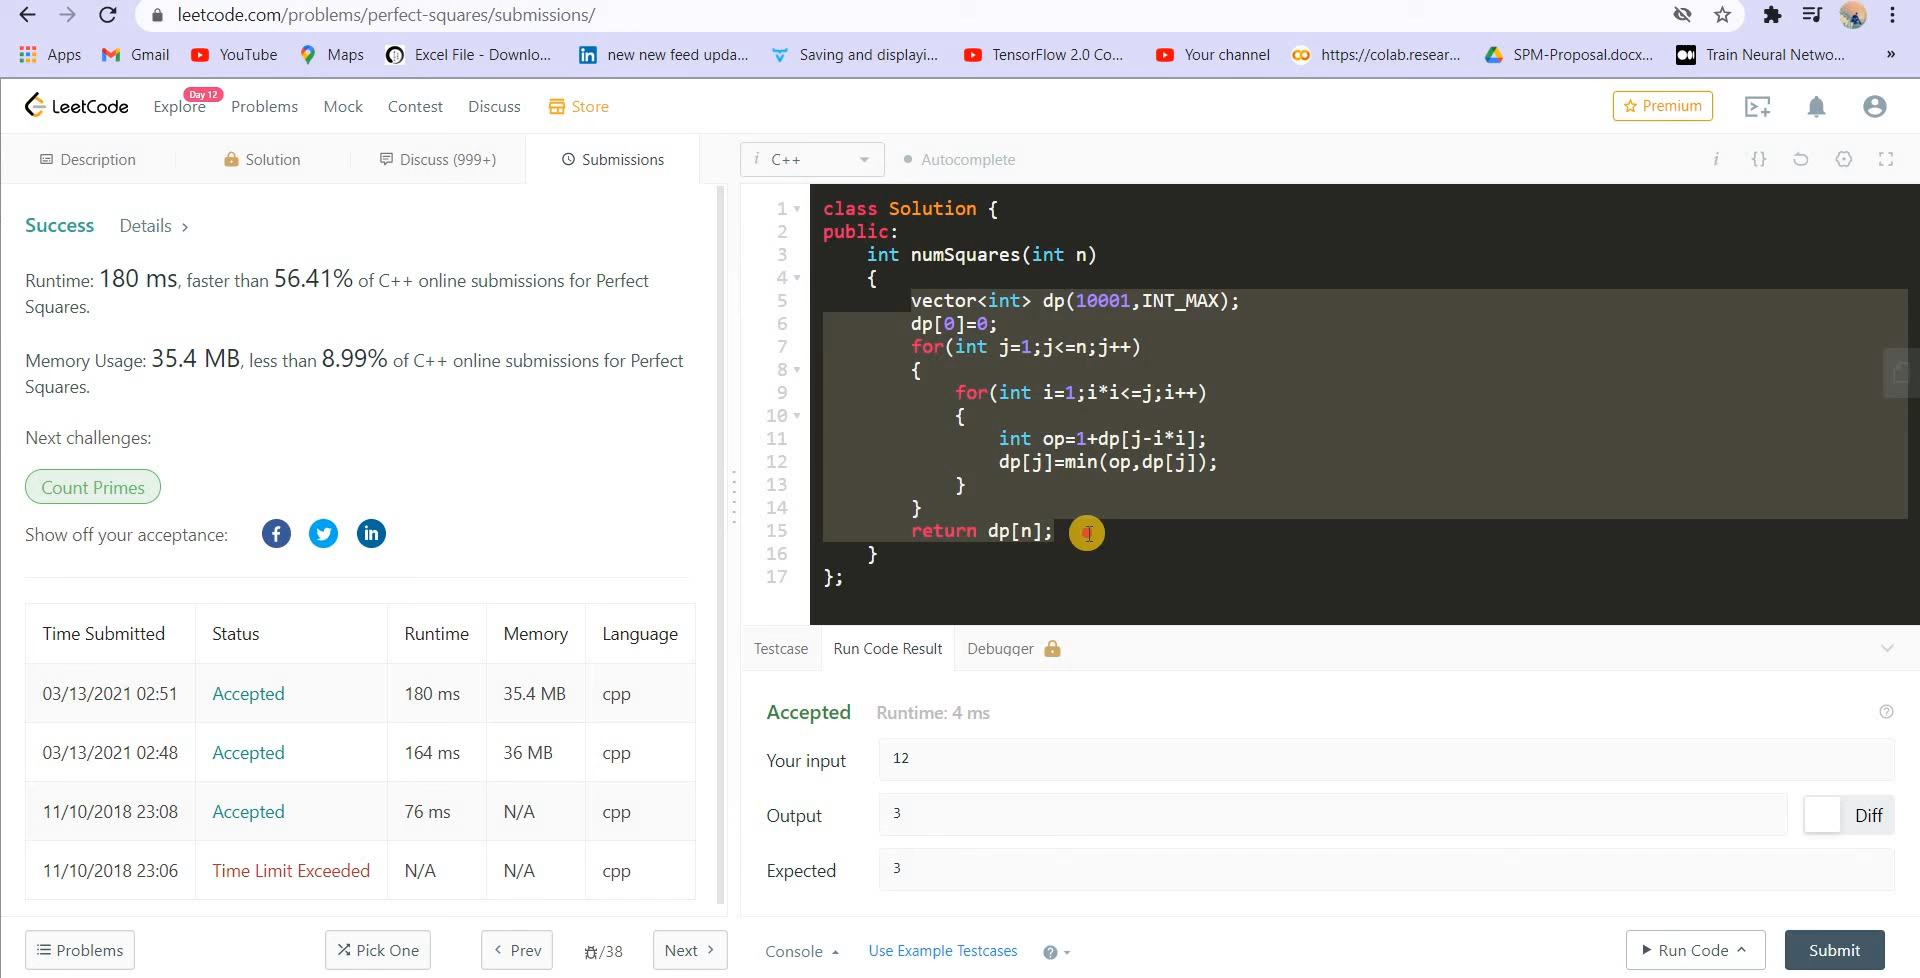 leetcode.com/problems/perfect-squares/submissions/
Apps Gmail YouTube Maps Excel File - Downlo... new new feed upda... Saving and displayi... TensorFlow 2.0 Co... Your channel https://colab.resear... SPM-Proposal.docx... Train Neural Netwo... »
LeetCode Explore Day 12 Problems Mock Contest Discuss Store Premium
Description Solution Discuss (999+) Submissions
i C++ Autocomplete i {}
Success Details >
Runtime: 180 ms, faster than 56.41% of C++ online submissions for Perfect
Squares.
Memory Usage: 35.4 MB, less than 8.99% of C++ online submissions for Perfect
Squares.
Next challenges:
Count Primes
Show off your acceptance:
Time Submitted Status Runtime Memory Language
03/13/2021 02:51 Accepted 180 ms 35.4 MB cpp
03/13/2021 02:48 Accepted 164 ms 36 MB cpp
11/10/2018 23:08 Accepted 76 ms N/A cpp
11/10/2018 23:06 Time Limit Exceeded N/A N/A cpp
1 class Solution {
2 public:
3 int numSquares(int n)
4 {
5 vector<int> dp(10001,INT_MAX);
6 dp[0]=0;
7 for(int j=1;j<=n;j++)
8 {
9 for(int i=1;i*i<=j;i++)
10 {
11 int op=1+dp[j-i*i];
12 dp[j]=min(op,dp[j]);
13 }
14 }
15 return dp[n];
16 }
17 };
Testcase Run Code Result Debugger
Accepted Runtime: 4 ms
Your input 12
Output 3 Diff
Expected 3
Problems Pick One < Prev /38 Next > Console Use Example Testcases Run Code Submit